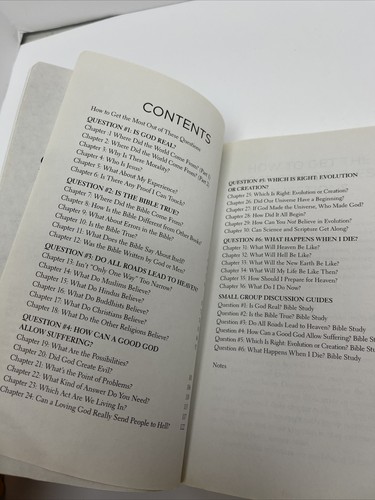 CONTENTS
How to Get the Most Out of These Questions
QUESTION #1: IS GOD REAL?
Chapter 1: Where Did the World Come From? (Part 1)
Chapter 2: Where Did the World Come From? (Part 2)
Chapter 3: Why Is There Morality?
Chapter 4: Who Is Jesus?
Chapter 5: What About My Experience?
Chapter 6: Is There Any Proof I Can Touch?
QUESTION #2: IS THE BIBLE TRUE?
Chapter 7: Where Did the Bible Come From?
Chapter 8: How Is the Bible Different from Other Books?
Chapter 9: What About Errors in the Bible?
Chapter 10: Is the Bible True?
Chapter 11: What Does the Bible Say About Itself?
Chapter 12: Was the Bible Written by God or Men?
QUESTION #3: DO ALL ROADS LEAD TO HEAVEN?
Chapter 13: Isn't "Only One Way" Too Narrow?
Chapter 14: What Do Muslims Believe?
Chapter 15: What Do Hindus Believe?
Chapter 16: What Do Buddhists Believe?
Chapter 17: What Do Christians Believe?
Chapter 18: What Do the Other Religions Believe?
QUESTION #4: HOW CAN A GOOD GOD
ALLOW SUFFERING?
Chapter 19: What Are the Possibilities?
Chapter 20: Did God Create Evil?
Chapter 21: What's the Point of Problems?
Chapter 22: What Kind of Answer Do You Need?
Chapter 23: Which Act Are We Living In?
Chapter 24: Can a Loving God Really Send People to Hell?
QUESTION #5: WHICH IS RIGHT: EVOLUTION
OR CREATION?
Chapter 25: Which Is Right: Evolution or Creation?
Chapter 26: Did Our Universe Have a Beginning?
Chapter 27: If God Made the Universe, Who Made God?
Chapter 28: How Did It All Begin?
Chapter 29: How Can You Not Believe in Evolution?
Chapter 30: Can Science and Scripture Get Along?
QUESTION #6: WHAT HAPPENS WHEN I DIE?
Chapter 31: What Will Heaven Be Like?
Chapter 32: What Will Hell Be Like?
Chapter 33: What Will the New Earth Be Like?
Chapter 34: What Will My Life Be Like Then?
Chapter 35: How Should I Prepare for Heaven?
Chapter 36: What Do I Do Now?
SMALL GROUP DISCUSSION GUIDES
Question #1: Is God Real? Bible Study
Question #2: Is the Bible True? Bible Study
Question #3: Do All Roads Lead to Heaven? Bible Study
Question #4: How Can a Good God Allow Suffering? Bible
Question #5: Which Is Right: Evolution or Creation? Bible
Question #6: What Happens When I Die? Bible Study
Notes